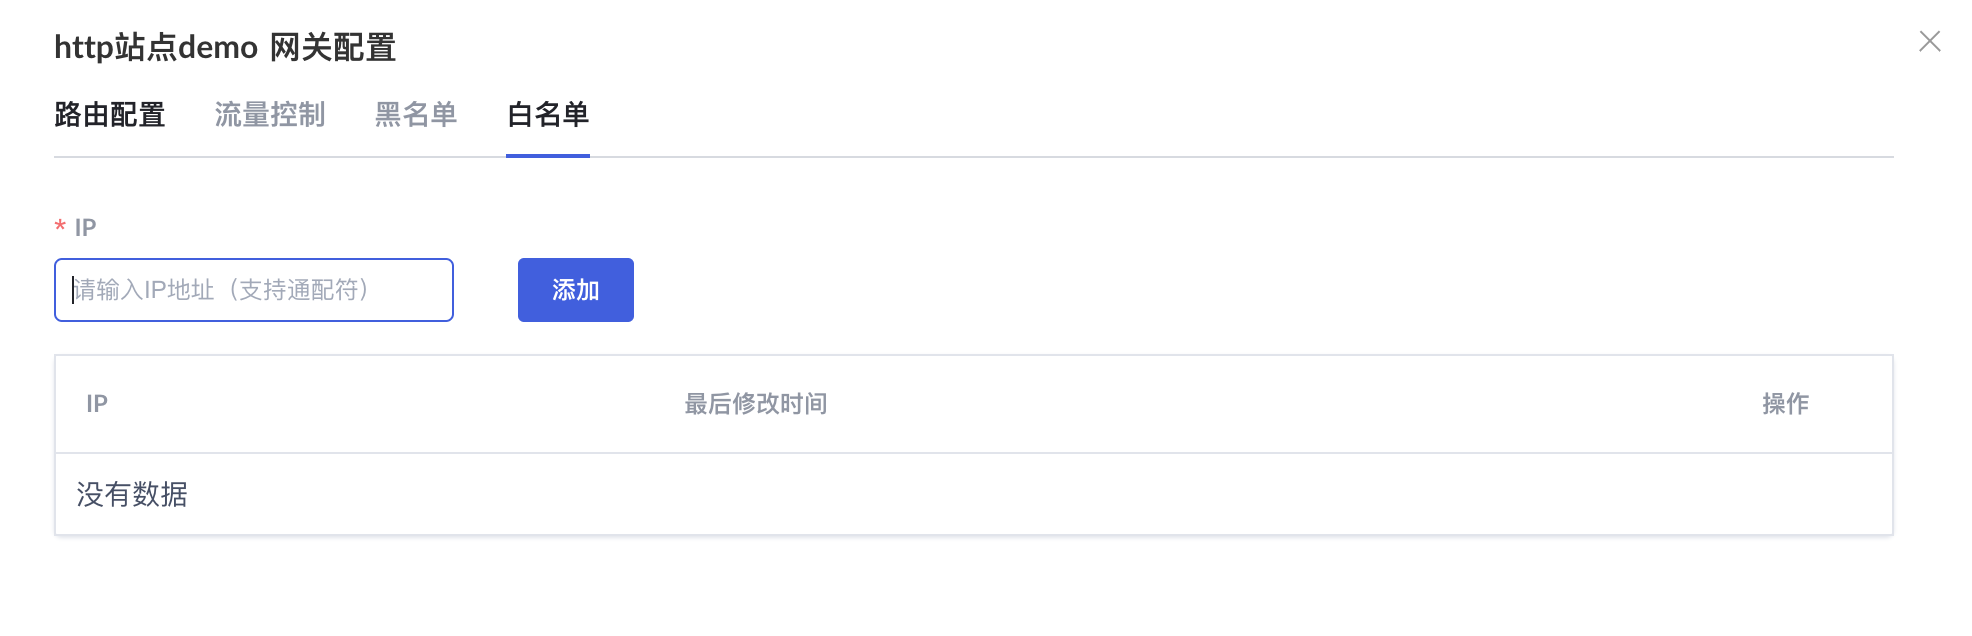 http站点demo 网关配置
路由配置 流量控制 黑名单 白名单
* IP
请输入IP地址（支持通配符） 添加
IP 最后修改时间 操作
没有数据